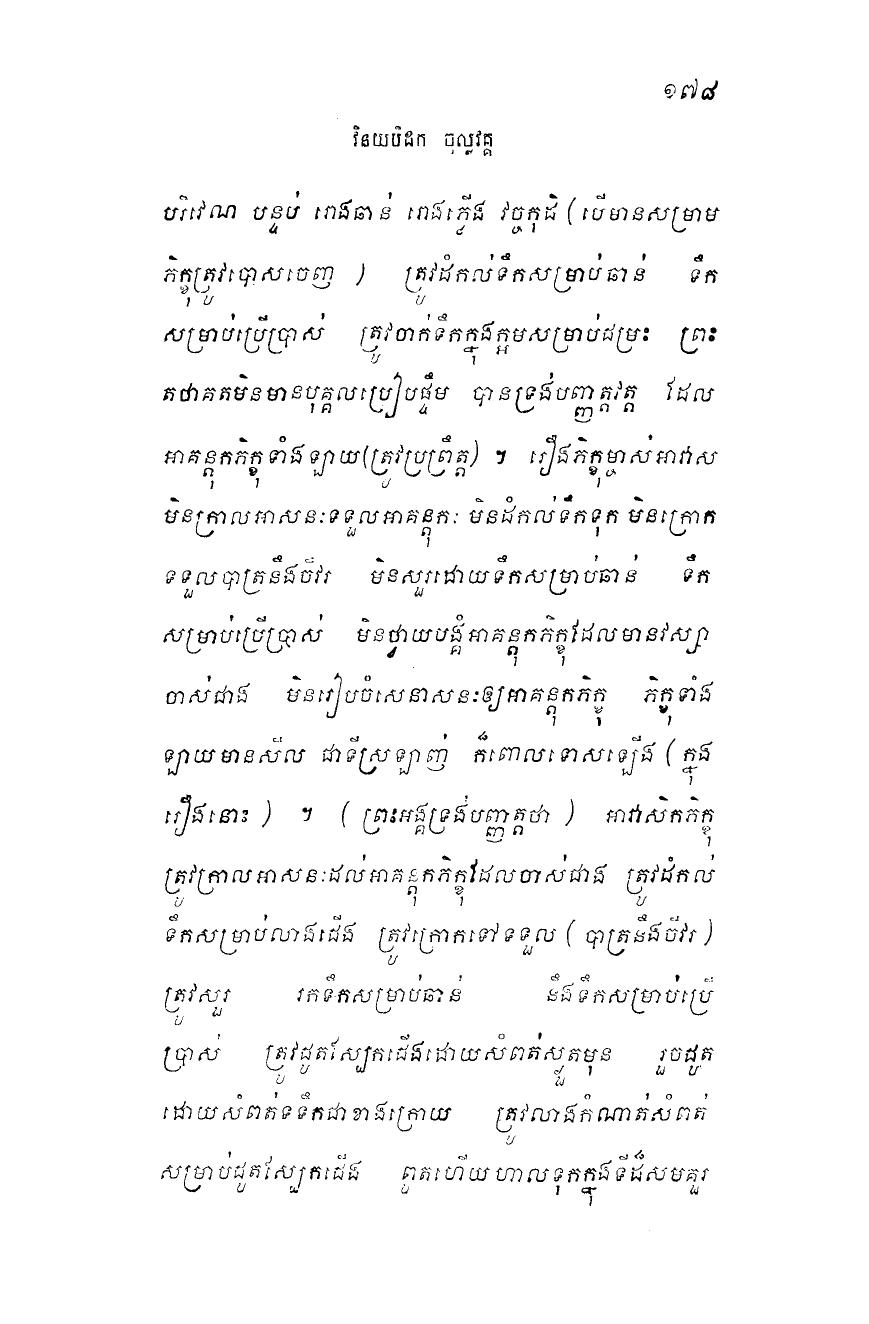 ១៧៨
វិនយបិដក ចុល្លវគ្គ
បរិវេណ បន្ទប់ រោងឆាន់ រោងភ្លើង វច្ចកុដិ (បើមានសម្រាម
ភិក្ខុត្រូវបោសចេញ) ត្រូវដំកល់ទឹកសម្រាប់ឆាន់ ទឹក
សម្រាប់ប្រើប្រាស់ ត្រូវចាក់ទឹកក្នុងក្អមសម្រាប់ជម្រះ ព្រះ
តថាគតមិនមានបុគ្គលប្រៀបផ្ទឹម បានទ្រង់បញ្ញត្តវត្ត ដែល
អាគន្តុកភិក្ខុទាំងឡាយ(ត្រូវប្រព្រឹត្ត) ។ រឿងភិក្ខុម្ចាស់អាវាស
មិនក្រាលអាសនៈទទួលអាគន្តុកៈ មិនដំកល់ទឹកទុក មិនក្រោក
ទទួលបាត្រនឹងចីវរ មិនសួរដោយទឹកសម្រាប់ឆាន់ ទឹក
សម្រាប់ប្រើប្រាស់ មិនថ្វាយបង្គំអាគន្តុកភិក្ខុដែលមានវស្សា
ចាស់ជាង មិនរៀបចំសេនាសនៈឲ្យអាគន្តុកភិក្ខុ ភិក្ខុទាំង
ឡាយមានសីល ជាទីស្រឡាញ់ ក៏ពោលទោសឡើង (ក្នុង
រឿងនោះ) ។ (ព្រះអង្គទ្រង់បញ្ញត្តថា) អាវាសិកភិក្ខុ
ត្រូវក្រាលអាសនៈដល់អាគន្តុកភិក្ខុដែលចាស់ជាង ត្រូវដំកល់
ទឹកសម្រាប់លាងជើង ត្រូវក្រោកទៅទទួល (បាត្រនឹងចីវរ)
ត្រូវសួរ រកទឹកសម្រាប់ឆាន់ នឹងទឹកសម្រាប់ប្រើ
ប្រាស់ ត្រូវជូតស្បែកជើងដោយសំពត់ស្ងួតមុន រួចជូត
ដោយសំពត់ទទឹកជាខាងក្រោយ ត្រូវលាងកំណាត់សំពត់
សម្រាប់ជូតស្បែកជើង ពូតហើយហាលទុកក្នុងទីដ៏សមគួរ